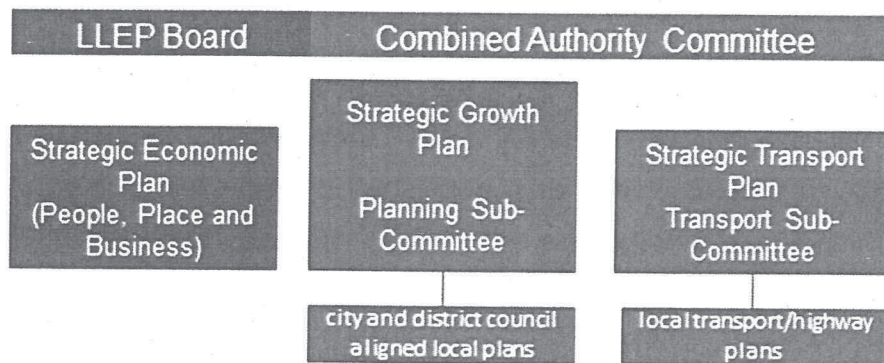 LLEP Board
Combined Authority Committee
Strategic Economic
Plan
(People, Place and
Business)
Strategic Growth
Plan
Planning Sub-
Committee
Strategic Transport
Plan
Transport Sub-
Committee
city and district council
aligned local plans
local transport/highway
plans